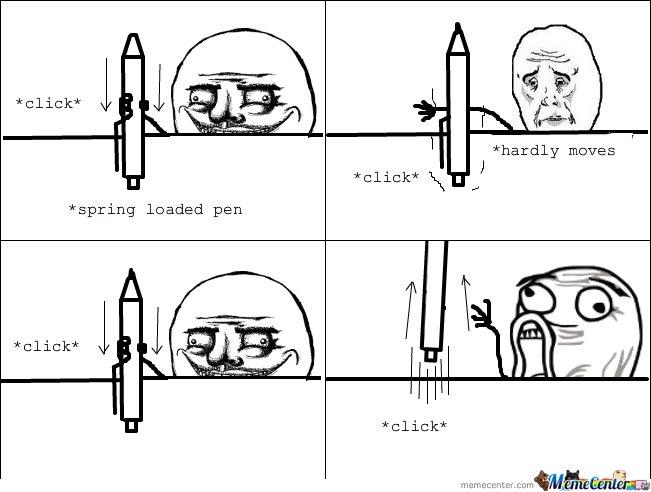 *click*
*spring loaded pen
*hardly moves
*click*
*click*
*click*
memecenter.com MemeCenter